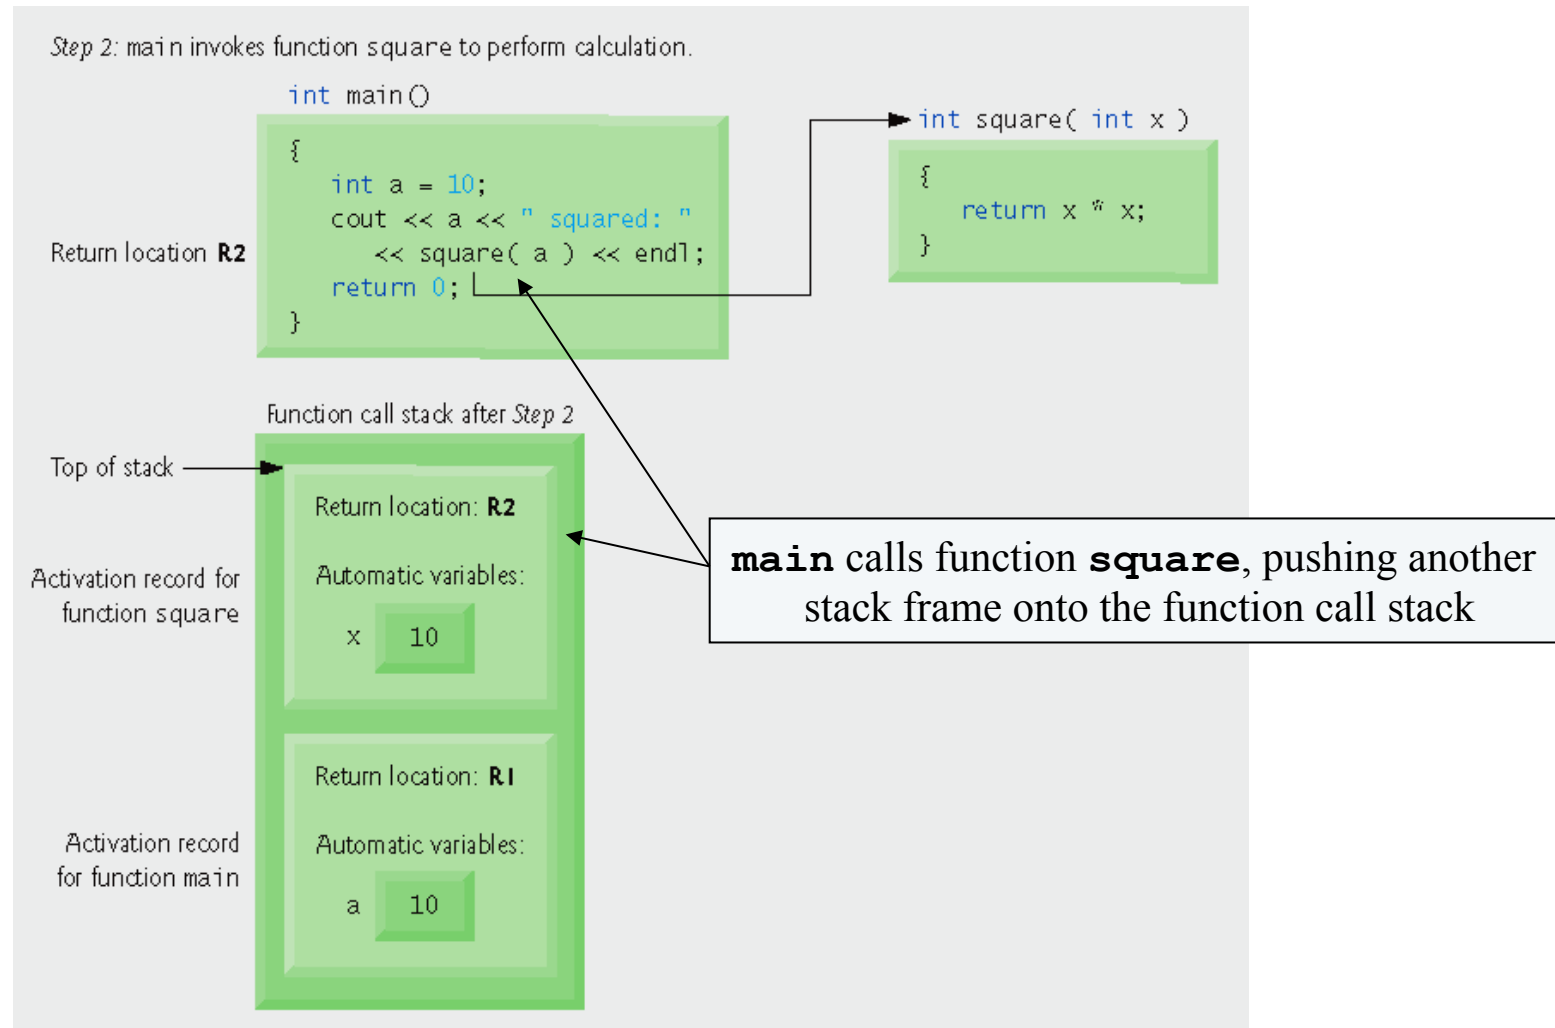 Step 2: main invokes function square to perform calculation.
int main()
{
int a = 10;
cout << a << " squared: "
<< square( a ) << endl;
return 0;
}
Return location R2
int square( int x )
{
return x * x;
}
Function call stack after Step 2
Top of stack
Return location: R2
Automatic variables:
x 10
Activation record for
function square
main calls function square, pushing another
stack frame onto the function call stack
Return location: R1
Automatic variables:
a 10
Activation record
for function main